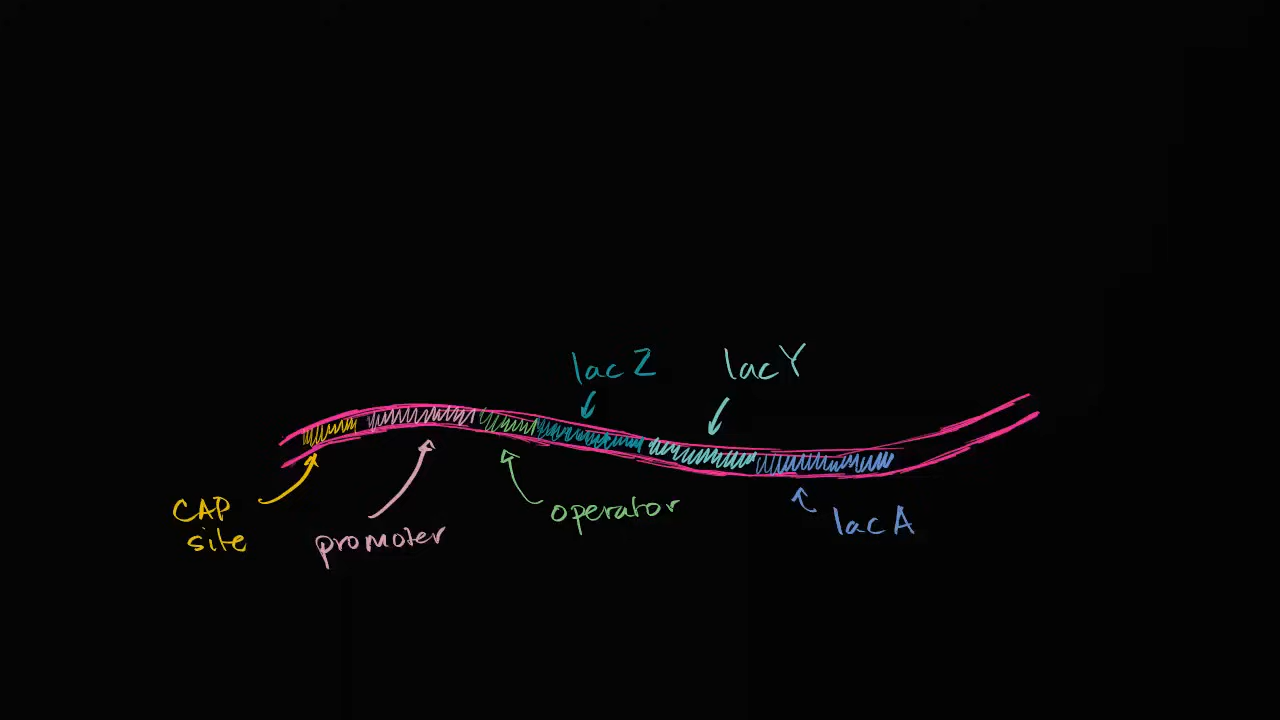 lac Z
lac Y
CAP
site
promoter
operator
lac A